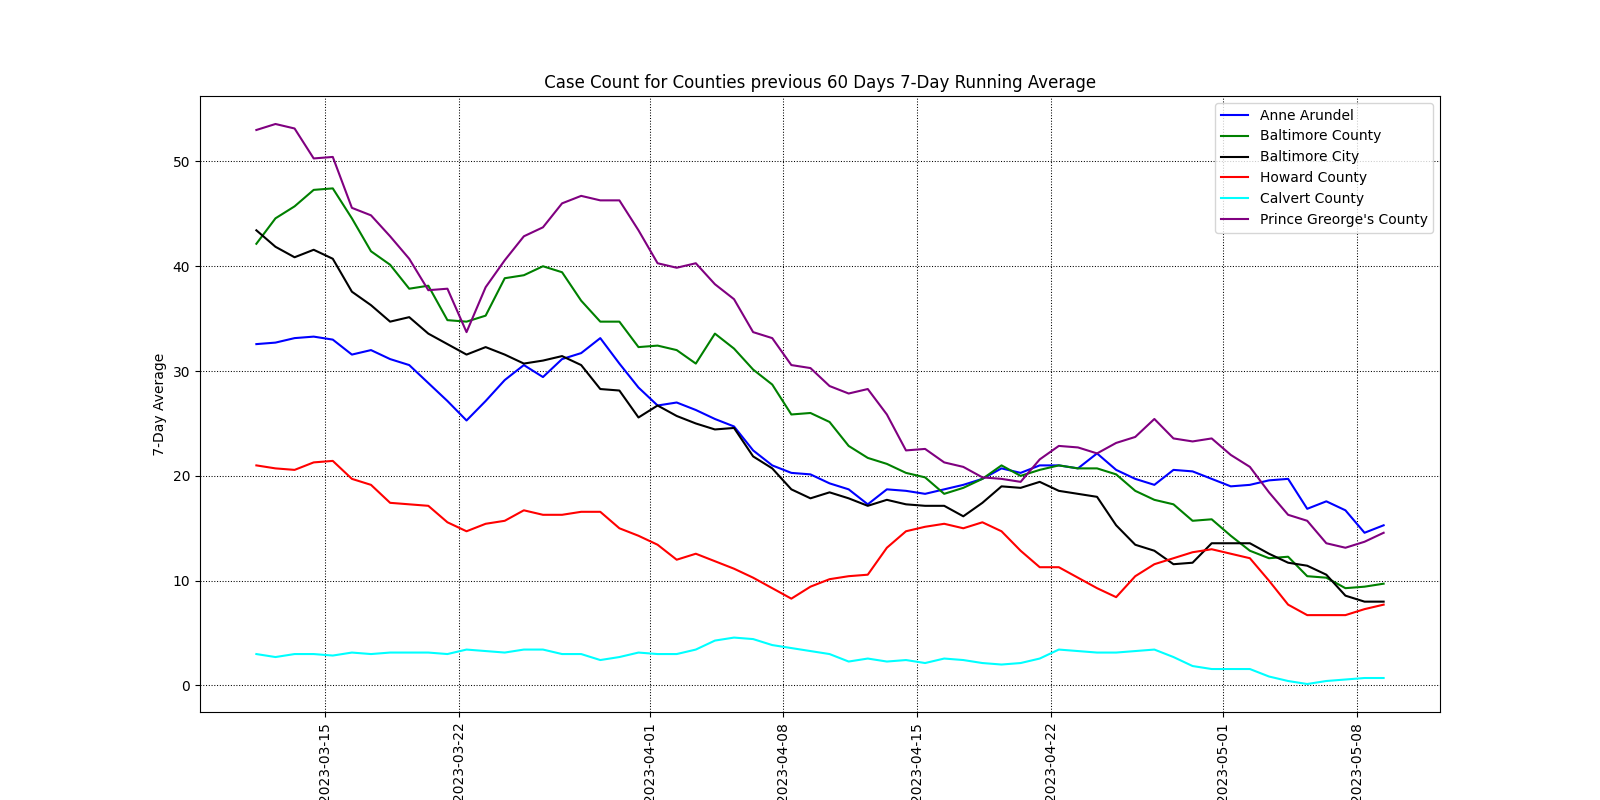 Case Count for Counties previous 60 Days 7-Day Running Average
Anne Arundel
Baltimore County
Baltimore City
Howard County
Calvert County
Prince Greorge's County
7-Day Average
50
40
30
20
10
0
2023-03-15
2023-03-22
2023-04-01
2023-04-08
2023-04-15
2023-04-22
2023-05-01
2023-05-08